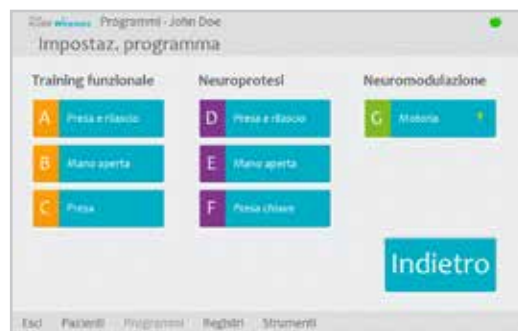 Wireless Programmi - John Doe
Impostaz. programma
Training funzionale
A Presa e rilascio
B Mano aperta
C Presa
Neuroprotesi
D Presa e rilascio
E Mano aperta
F Presa chiave
Neuromodulazione
G Motoria
Indietro
Esci Pazienti Programmi Registri Strumenti